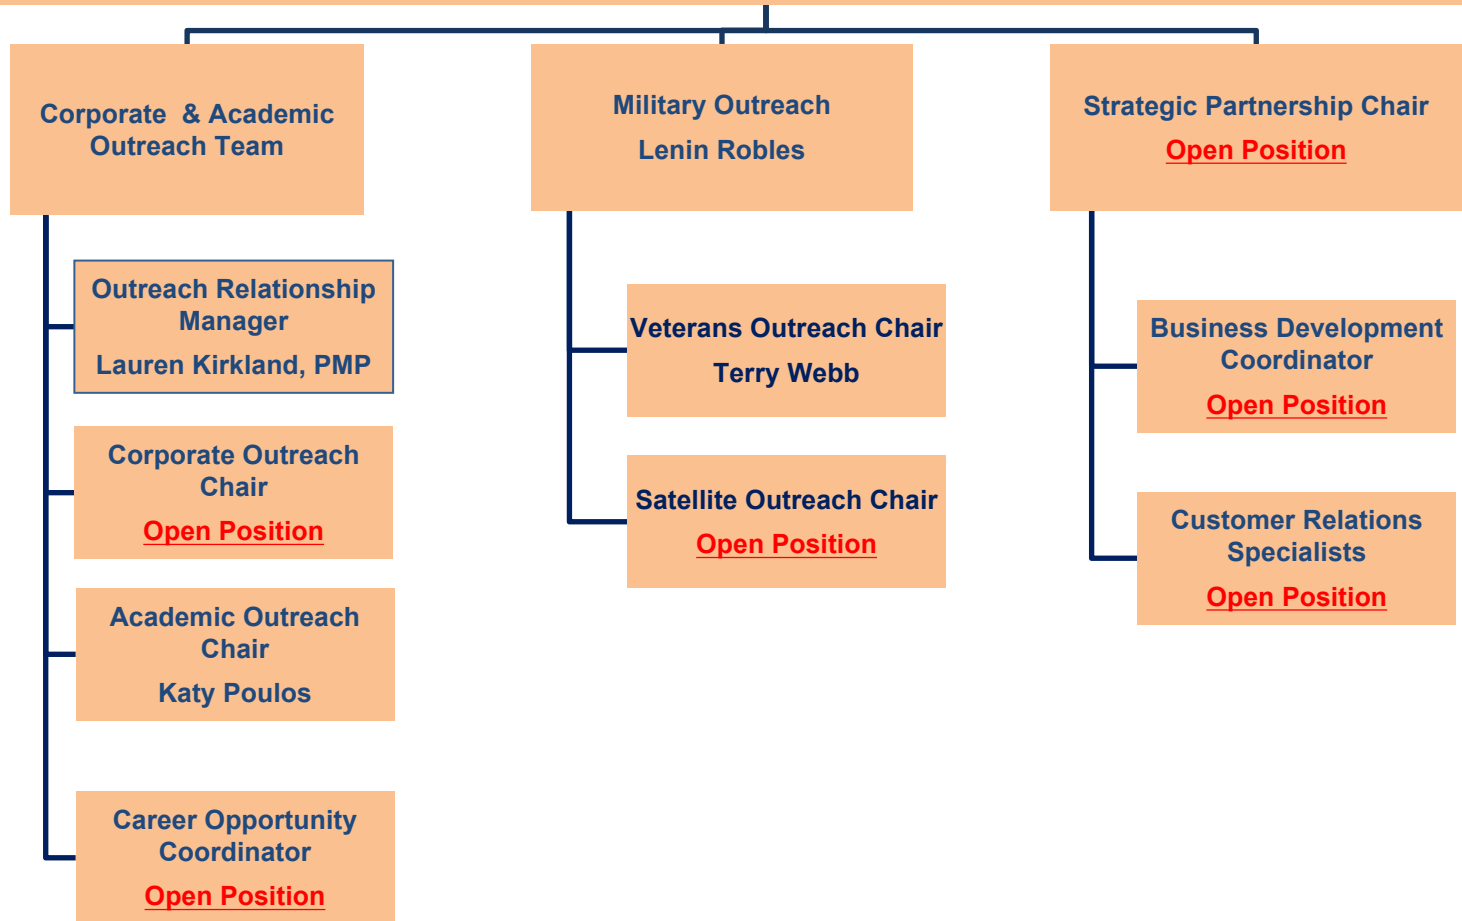 Corporate & Academic
Outreach Team
Outreach Relationship
Manager
Lauren Kirkland, PMP
Corporate Outreach
Chair
Open Position
Academic Outreach
Chair
Katy Poulos
Career Opportunity
Coordinator
Open Position
Military Outreach
Lenin Robles
Veterans Outreach Chair
Terry Webb
Satellite Outreach Chair
Open Position
Strategic Partnership Chair
Open Position
Business Development
Coordinator
Open Position
Customer Relations
Specialists
Open Position